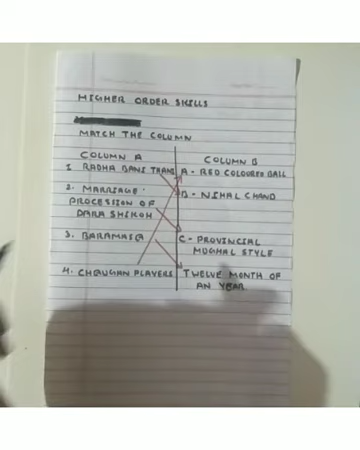 HIGHER ORDER SKILLS
MATCH THE COLUMN
COLUMN A
COLUMN B
1. RADHA BANI THANI
A - RED COLOURED BALL
2. MARRIAGE
PROCESSION OF
DARA SHIKOH
B - NIHAL CHAND
3. BARAMASA
C - PROVINCIAL
MUGHAL STYLE
4. CHAUGAN PLAYERS
TWELVE MONTH OF
AN YEAR.